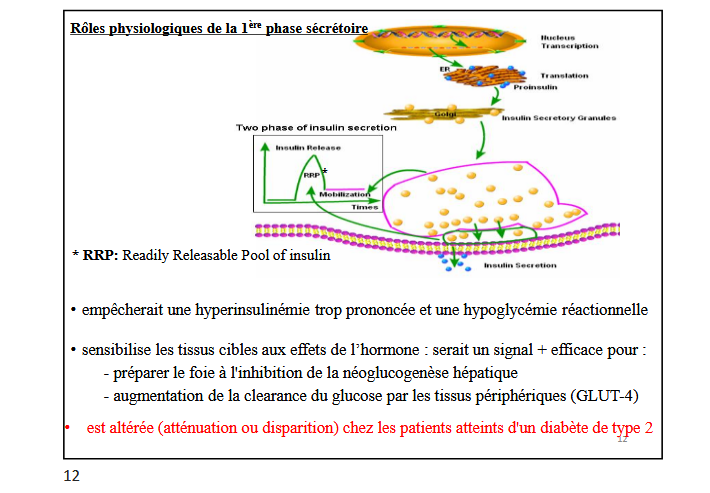 Rôles physiologiques de la 1ère phase sécrétoire
Nucleus
Transcription
ER
Translation
Proinsulin
Golgi
Insulin Secretory Granules
Two phase of insulin secretion
Insulin Release
RRP *
Mobilization
Times
* RRP: Readily Releasable Pool of insulin
Insulin Secretion
• empêcherait une hyperinsulinémie trop prononcée et une hypoglycémie réactionnelle
• sensibilise les tissus cibles aux effets de l’hormone : serait un signal + efficace pour :
- préparer le foie à l'inhibition de la néoglucogenèse hépatique
- augmentation de la clearance du glucose par les tissus périphériques (GLUT-4)
• est altérée (atténuation ou disparition) chez les patients atteints d'un diabète de type 2
12
12